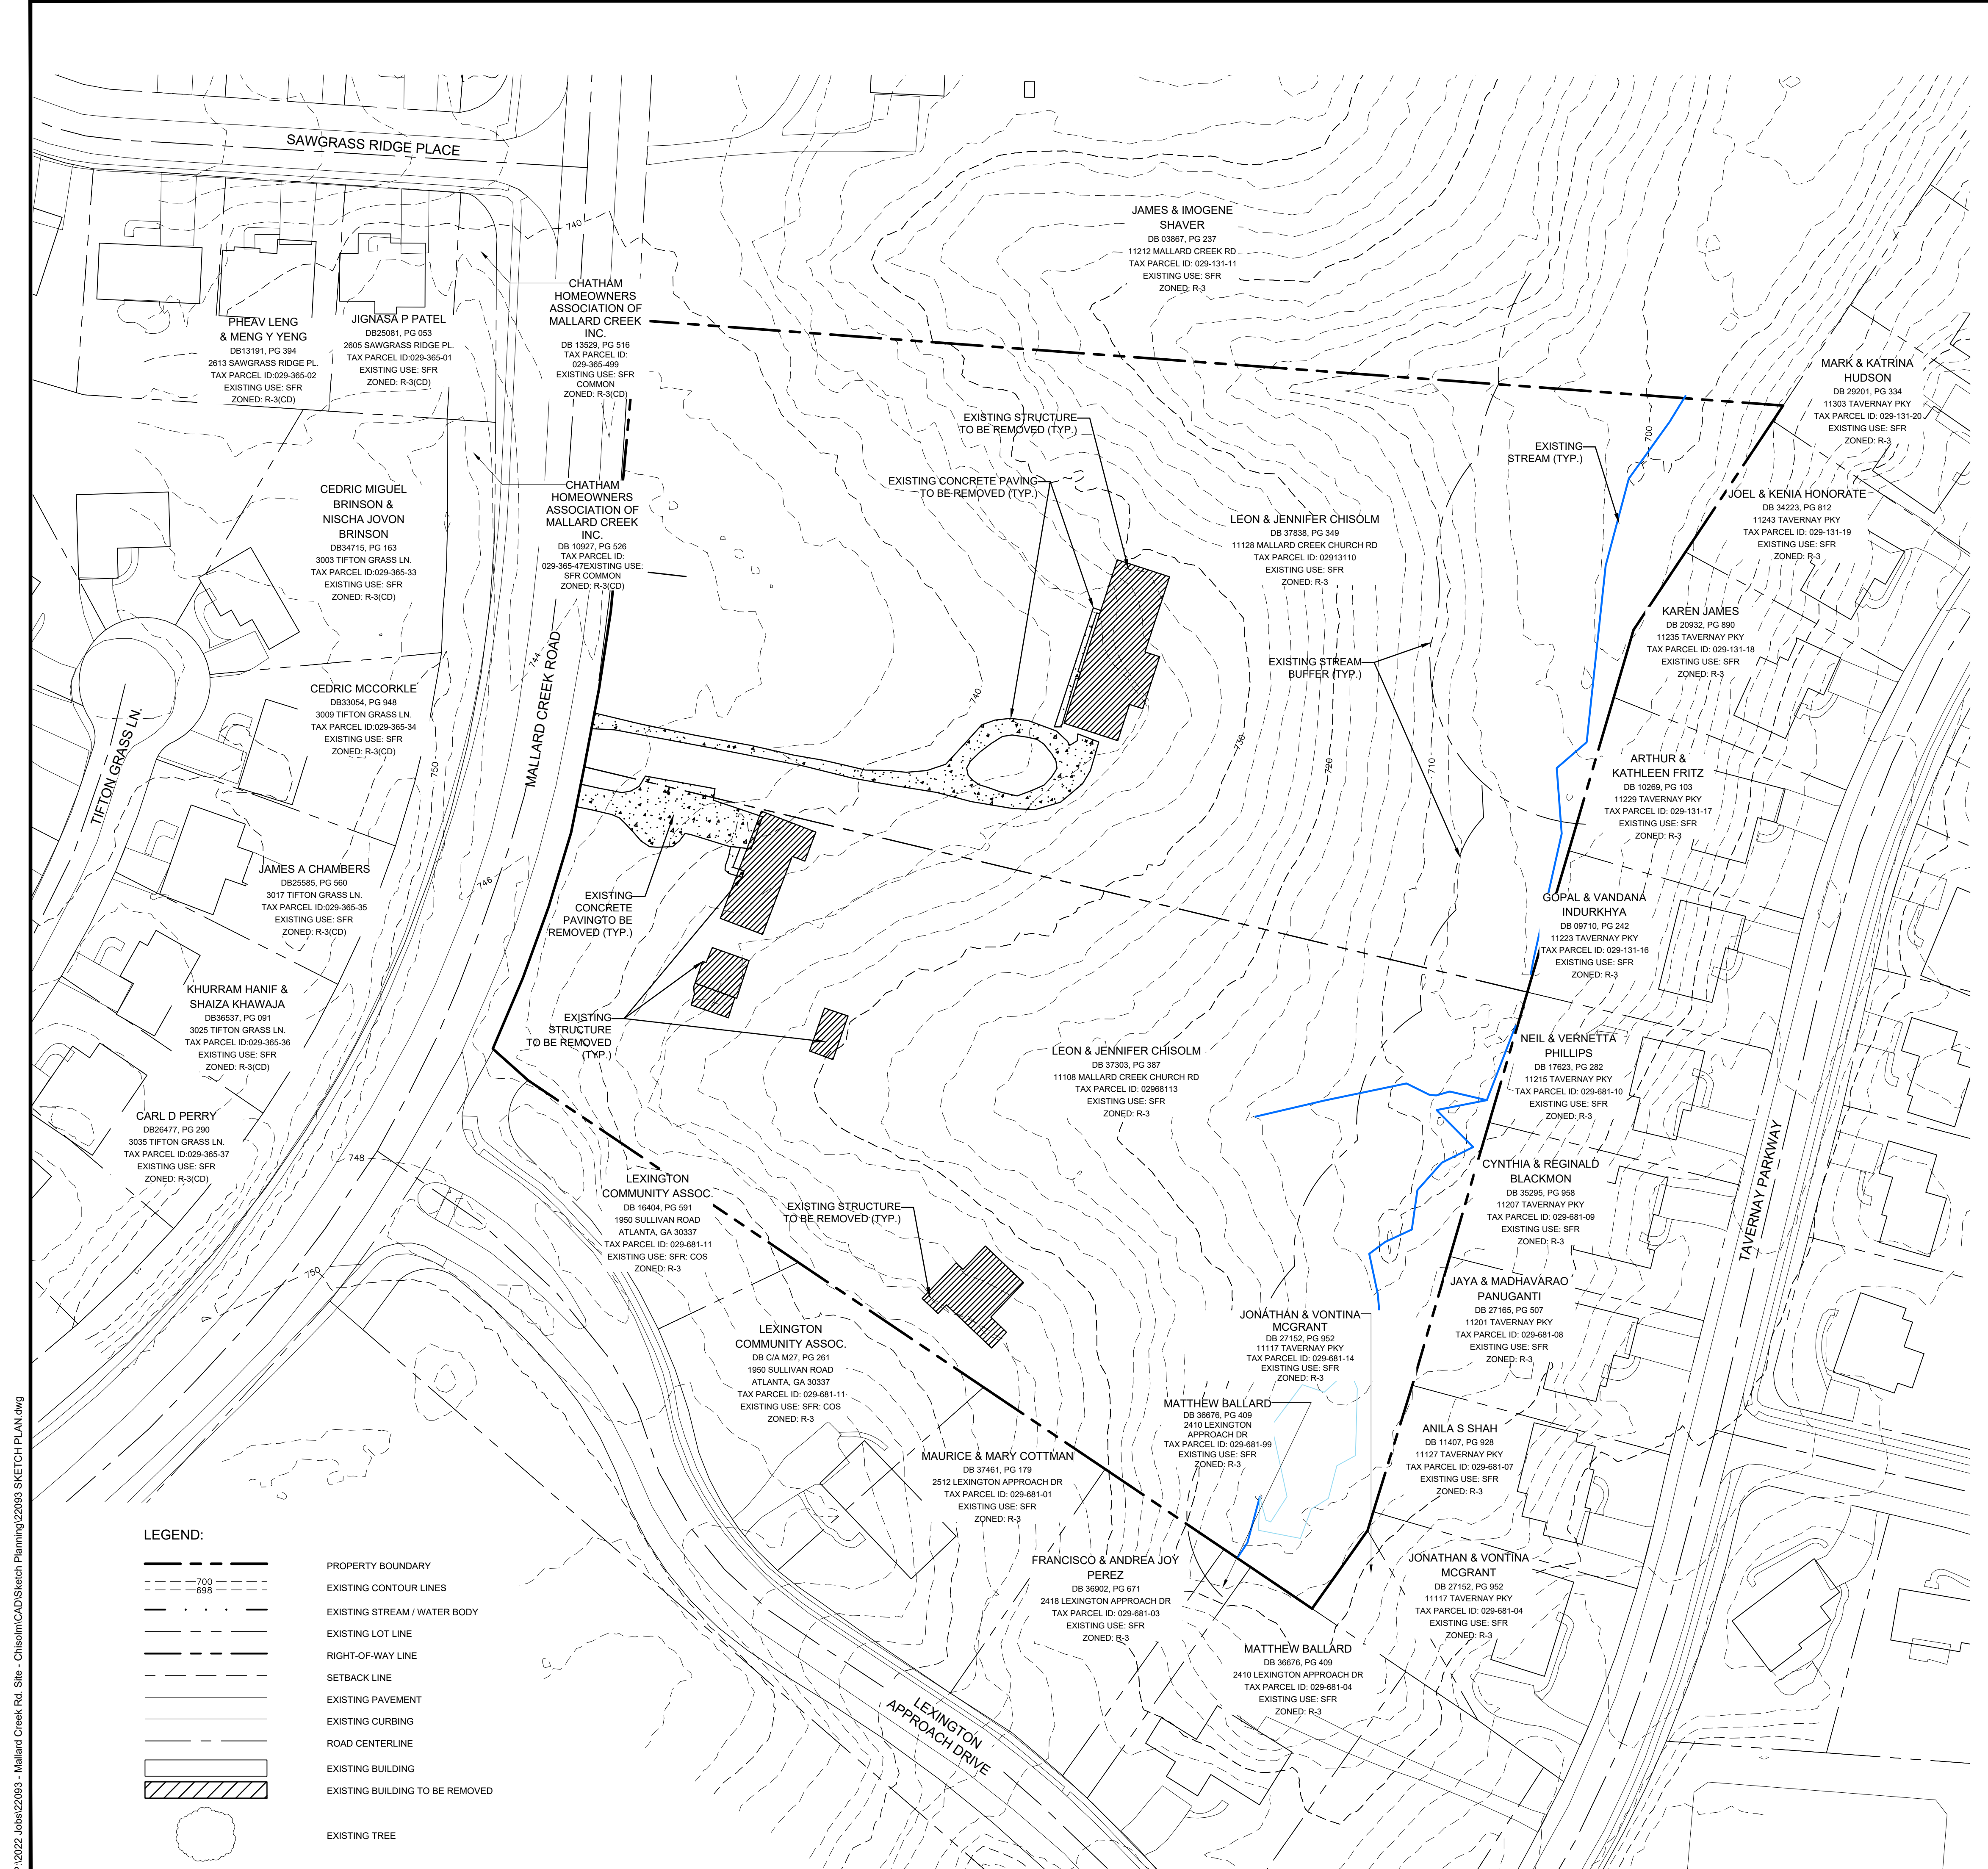 SAWGRASS RIDGE PLACE
740
JAMES & IMOGENE
SHAVER
DB 03867, PG 237
11212 MALLARD CREEK RD
TAX PARCEL ID: 029-131-11
EXISTING USE: SFR
ZONED: R-3
700
CHATHAM
HOMEOWNERS
ASSOCIATION OF
MALLARD CREEK
INC.
DB 13529, PG 516
TAX PARCEL ID:
029-365-499
EXISTING USE: SFR
COMMON
ZONED: R-3(CD)
PHEAV LENG
& MENG Y YENG
DB13191, PG 394
2613 SAWGRASS RIDGE PL.
TAX PARCEL ID:029-365-02
EXISTING USE: SFR
ZONED: R-3(CD)
JIGNASA P PATEL
DB25081, PG 053
2605 SAWGRASS RIDGE PL.
TAX PARCEL ID:029-365-01
EXISTING USE: SFR
ZONED: R-3(CD)
MARK & KATRINA
HUDSON
DB 29201, PG 334
11303 TAVERNAY PKY
TAX PARCEL ID: 029-131-20
EXISTING USE: SFR
ZONED: R-3
EXISTING STRUCTURE
TO BE REMOVED (TYP.)
EXISTING
STREAM (TYP.)
EXISTING CONCRETE PAVING
TO BE REMOVED (TYP.)
CEDRIC MIGUEL
BRINSON &
NISCHA JOVON
BRINSON
DB34715, PG 163
3003 TIFTON GRASS LN.
TAX PARCEL ID:029-365-33
EXISTING USE: SFR
ZONED: R-3(CD)
CHATHAM
HOMEOWNERS
ASSOCIATION OF
MALLARD CREEK
INC.
DB 10927, PG 526
TAX PARCEL ID:
029-365-47EXISTING USE:
SFR COMMON
ZONED: R-3(CD)
LEON & JENNIFER CHISOLM
DB 37838, PG 349
11128 MALLARD CREEK CHURCH RD
TAX PARCEL ID: 02913110
EXISTING USE: SFR
ZONED: R-3
JOEL & KENIA HONORATE
DB 34223, PG 812
11243 TAVERNAY PKY
TAX PARCEL ID: 029-131-19
EXISTING USE: SFR
ZONED: R-3
KAREN JAMES
DB 20932, PG 890
11235 TAVERNAY PKY
TAX PARCEL ID: 029-131-18
EXISTING USE: SFR
ZONED: R-3
EXISTING STREAM
BUFFER (TYP.)
744
MALLARD CREEK ROAD
740
730
720
710
CEDRIC MCCORKLE
DB33054, PG 948
3009 TIFTON GRASS LN.
TAX PARCEL ID:029-365-34
EXISTING USE: SFR
ZONED: R-3(CD)
TIFTON GRASS LN.
750
ARTHUR &
KATHLEEN FRITZ
DB 10269, PG 103
11229 TAVERNAY PKY
TAX PARCEL ID: 029-131-17
EXISTING USE: SFR
ZONED: R-3
JAMES A CHAMBERS
DB25585, PG 560
3017 TIFTON GRASS LN.
TAX PARCEL ID:029-365-35
EXISTING USE: SFR
ZONED: R-3(CD)
746
EXISTING
CONCRETE
PAVINGTO BE
REMOVED (TYP.)
GOPAL & VANDANA
INDURKHYA
DB 09710, PG 242
11223 TAVERNAY PKY
TAX PARCEL ID: 029-131-16
EXISTING USE: SFR
ZONED: R-3
KHURRAM HANIF &
SHAIZA KHAWAJA
DB36537, PG 091
3025 TIFTON GRASS LN.
TAX PARCEL ID:029-365-36
EXISTING USE: SFR
ZONED: R-3(CD)
EXISTING
STRUCTURE
TO BE REMOVED
(TYP.)
LEON & JENNIFER CHISOLM
DB 37303, PG 387
11108 MALLARD CREEK CHURCH RD
TAX PARCEL ID: 02968113
EXISTING USE: SFR
ZONED: R-3
NEIL & VERNETTA
PHILLIPS
DB 17623, PG 282
11215 TAVERNAY PKY
TAX PARCEL ID: 029-681-10
EXISTING USE: SFR
ZONED: R-3
CARL D PERRY
DB26477, PG 290
3035 TIFTON GRASS LN.
TAX PARCEL ID:029-365-37
EXISTING USE: SFR
ZONED: R-3(CD)
748
TAVERNAY PARKWAY
CYNTHIA & REGINALD
BLACKMON
DB 35295, PG 958
11207 TAVERNAY PKY
TAX PARCEL ID: 029-681-09
EXISTING USE: SFR
ZONED: R-3
LEXINGTON
COMMUNITY ASSOC.
DB 16404, PG 591
1950 SULLIVAN ROAD
ATLANTA, GA 30337
TAX PARCEL ID: 029-681-11
EXISTING USE: SFR: COS
ZONED: R-3
EXISTING STRUCTURE
TO BE REMOVED (TYP.)
750
JAYA & MADHAVARAO
PANUGANTI
DB 27165, PG 507
11201 TAVERNAY PKY
TAX PARCEL ID: 029-681-08
EXISTING USE: SFR
ZONED: R-3
JONATHAN & VONTINA
MCGRANT
DB 27152, PG 952
11117 TAVERNAY PKY
TAX PARCEL ID: 029-681-14
EXISTING USE: SFR
ZONED: R-3
LEXINGTON
COMMUNITY ASSOC.
DB C/A M27, PG 261
1950 SULLIVAN ROAD
ATLANTA, GA 30337
TAX PARCEL ID: 029-681-11
EXISTING USE: SFR: COS
ZONED: R-3
MATTHEW BALLARD
DB 36676, PG 409
2410 LEXINGTON
APPROACH DR
TAX PARCEL ID: 029-681-99
EXISTING USE: SFR
ZONED: R-3
ANILA S SHAH
DB 11407, PG 928
11127 TAVERNAY PKY
TAX PARCEL ID: 029-681-07
EXISTING USE: SFR
ZONED: R-3
MAURICE & MARY COTTMAN
DB 37461, PG 179
2512 LEXINGTON APPROACH DR
TAX PARCEL ID: 029-681-01
EXISTING USE: SFR
ZONED: R-3
FRANCISCO & ANDREA JOY
PEREZ
DB 36902, PG 671
2418 LEXINGTON APPROACH DR
TAX PARCEL ID: 029-681-03
EXISTING USE: SFR
ZONED: R-3
JONATHAN & VONTINA
MCGRANT
DB 27152, PG 952
11117 TAVERNAY PKY
TAX PARCEL ID: 029-681-04
EXISTING USE: SFR
ZONED: R-3
MATTHEW BALLARD
DB 36676, PG 409
2410 LEXINGTON APPROACH DR
TAX PARCEL ID: 029-681-04
EXISTING USE: SFR
ZONED: R-3
LEXINGTON
APPROACH DRIVE
LEGEND:
PROPERTY BOUNDARY
700
698
EXISTING CONTOUR LINES
EXISTING STREAM / WATER BODY
EXISTING LOT LINE
RIGHT-OF-WAY LINE
SETBACK LINE
EXISTING PAVEMENT
EXISTING CURBING
ROAD CENTERLINE
EXISTING BUILDING
EXISTING BUILDING TO BE REMOVED
EXISTING TREE
P:\2022 Jobs\22093 - Mallard Creek Rd. Site - Chisolm\CAD\Sketch Planning\22093 SKETCH PLAN.dwg